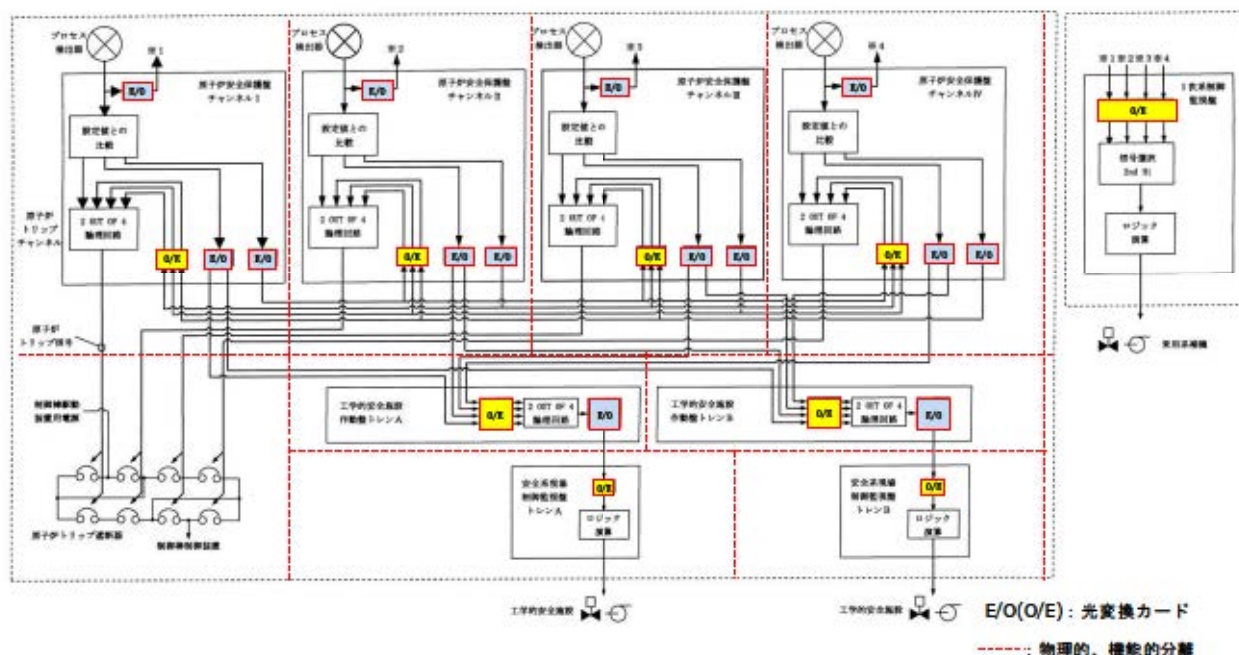 プロセス
検出器
※1
E/O
原子炉安全保護盤
チャンネルⅠ
設定値との
比較
2 OUT OF 4
論理回路
O/E
E/O
E/O
プロセス
検出器
※2
E/O
原子炉安全保護盤
チャンネルⅡ
設定値との
比較
2 OUT OF 4
論理回路
O/E
E/O
E/O
プロセス
検出器
※3
E/O
原子炉安全保護盤
チャンネルⅢ
設定値との
比較
2 OUT OF 4
論理回路
O/E
E/O
E/O
プロセス
検出器
※4
E/O
原子炉安全保護盤
チャンネルⅣ
設定値との
比較
2 OUT OF 4
論理回路
O/E
E/O
E/O
※1※2※3※4
1次系制御
監視盤
O/E
信号選択
2nd Hi
ロジック
演算
常用系補機
原子炉
トリップ
チャンネル
原子炉
トリップ信号
制御棒駆動
装置用電源
原子炉トリップ遮断器
制御棒制御装置
工学的安全施設
作動盤トレンA
O/E
2 OUT OF 4
論理回路
E/O
工学的安全施設
作動盤トレンB
O/E
2 OUT OF 4
論理回路
E/O
安全系現場
制御監視盤
トレンA
O/E
ロジック
演算
安全系現場
制御監視盤
トレンB
O/E
ロジック
演算
工学的安全施設
工学的安全施設
E/O(O/E)：光変換カード
：物理的、機能的分離